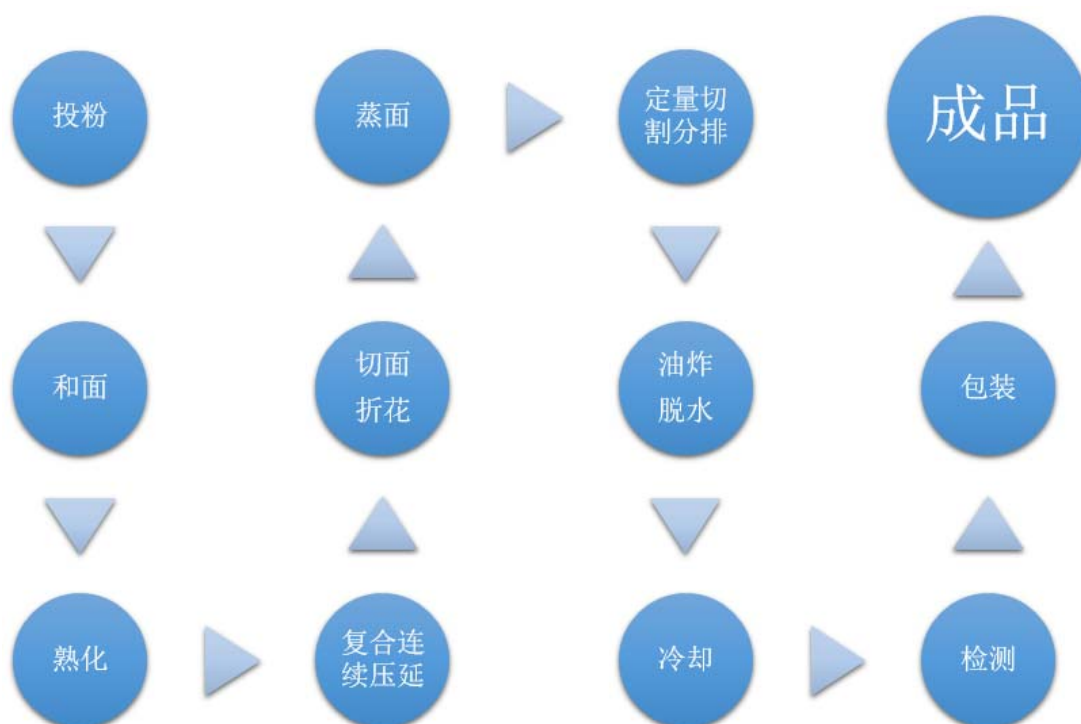 投粉
和面
熟化
复合连
续压延
切面
折花
蒸面
定量切
割分排
油炸
脱水
冷却
检测
包装
成品